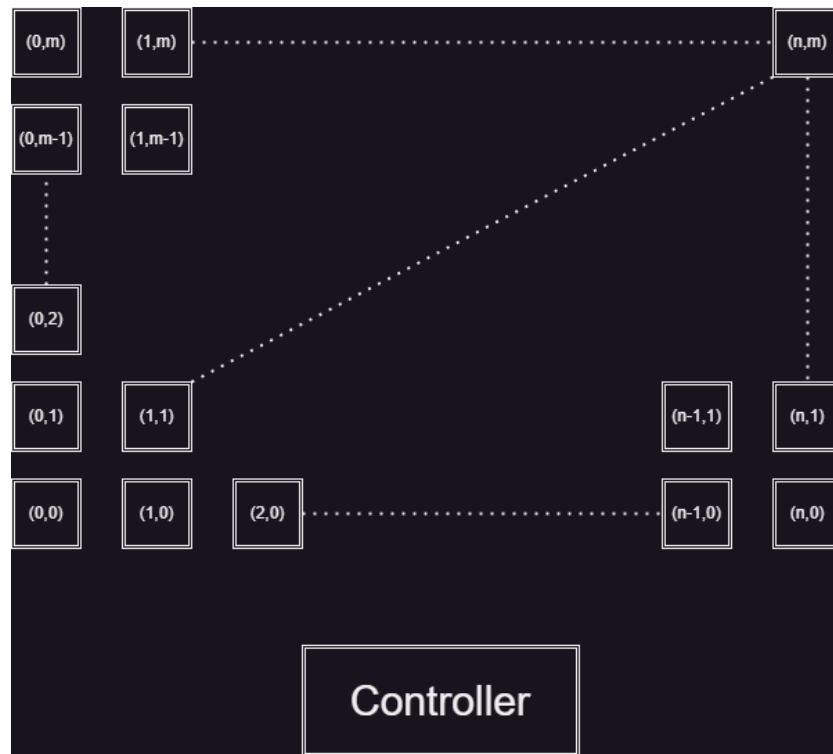 (0,m) (1,m) (n,m)
(0,m-1) (1,m-1)
(0,2)
(0,1) (1,1) (n-1,1) (n,1)
(0,0) (1,0) (2,0) (n-1,0) (n,0)
Controller